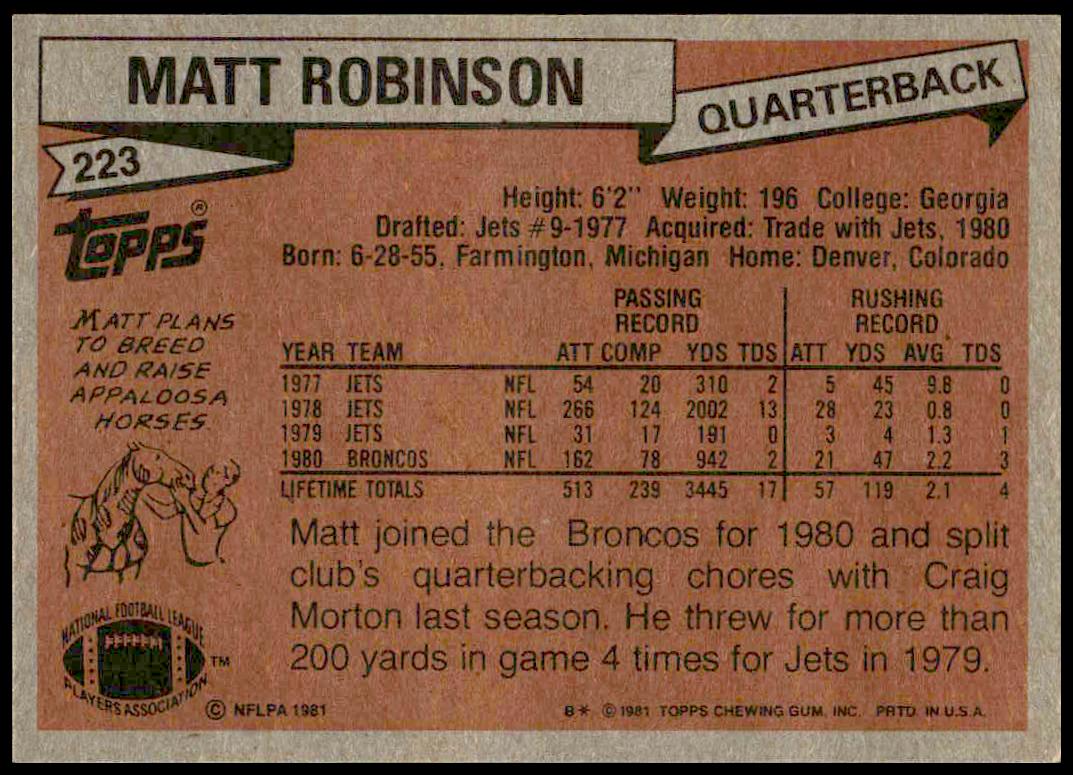 MATT ROBINSON
QUARTERBACK
223
TOPPS®
Height: 6'2" Weight: 196 College: Georgia
Drafted: Jets #9-1977 Acquired: Trade with Jets, 1980
Born: 6-28-55, Farmington, Michigan Home: Denver, Colorado
MATT PLANS
TO BREED
AND RAISE
APPALOOSA
HORSES.
PASSING RECORD RUSHING RECORD
YEAR TEAM ATT COMP YDS TDS ATT YDS AVG TDS
1977 JETS NFL 54 20 310 2 5 45 9.8 0
1978 JETS NFL 266 124 2002 13 28 23 0.8 0
1979 JETS NFL 31 17 191 0 3 4 1.3 1
1980 BRONCOS NFL 162 78 942 2 21 47 2.2 3
LIFETIME TOTALS 513 239 3445 17 57 119 2.1 4
Matt joined the Broncos for 1980 and split
club's quarterbacking chores with Craig
Morton last season. He threw for more than
200 yards in game 4 times for Jets in 1979.
NATIONAL FOOTBALL LEAGUE
PLAYERS ASSOCIATION
TM
© NFLPA 1981
B* © 1981 TOPPS CHEWING GUM, INC. PRTD. IN U.S.A.